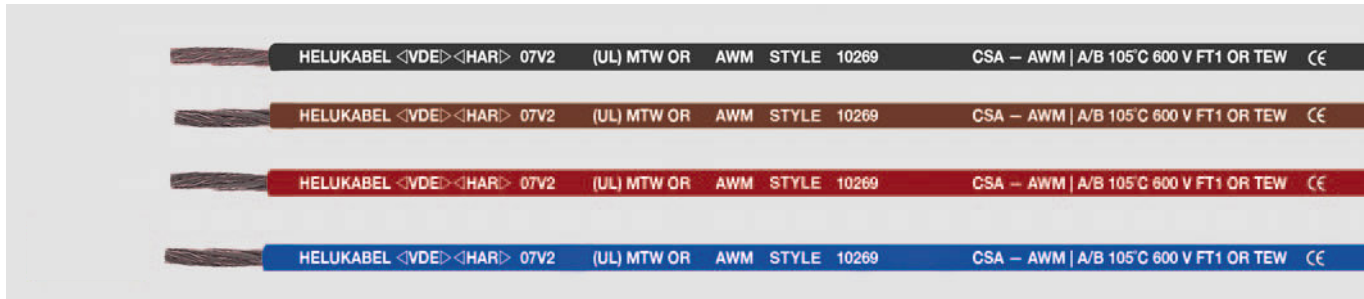 HELUKABEL ◁VDE▷ ◁HAR▷ 07V2 (UL) MTW OR AWM STYLE 10269 CSA – AWM | A/B 105°C 600 V FT1 OR TEW CE
HELUKABEL ◁VDE▷ ◁HAR▷ 07V2 (UL) MTW OR AWM STYLE 10269 CSA – AWM | A/B 105°C 600 V FT1 OR TEW CE
HELUKABEL ◁VDE▷ ◁HAR▷ 07V2 (UL) MTW OR AWM STYLE 10269 CSA – AWM | A/B 105°C 600 V FT1 OR TEW CE
HELUKABEL ◁VDE▷ ◁HAR▷ 07V2 (UL) MTW OR AWM STYLE 10269 CSA – AWM | A/B 105°C 600 V FT1 OR TEW CE